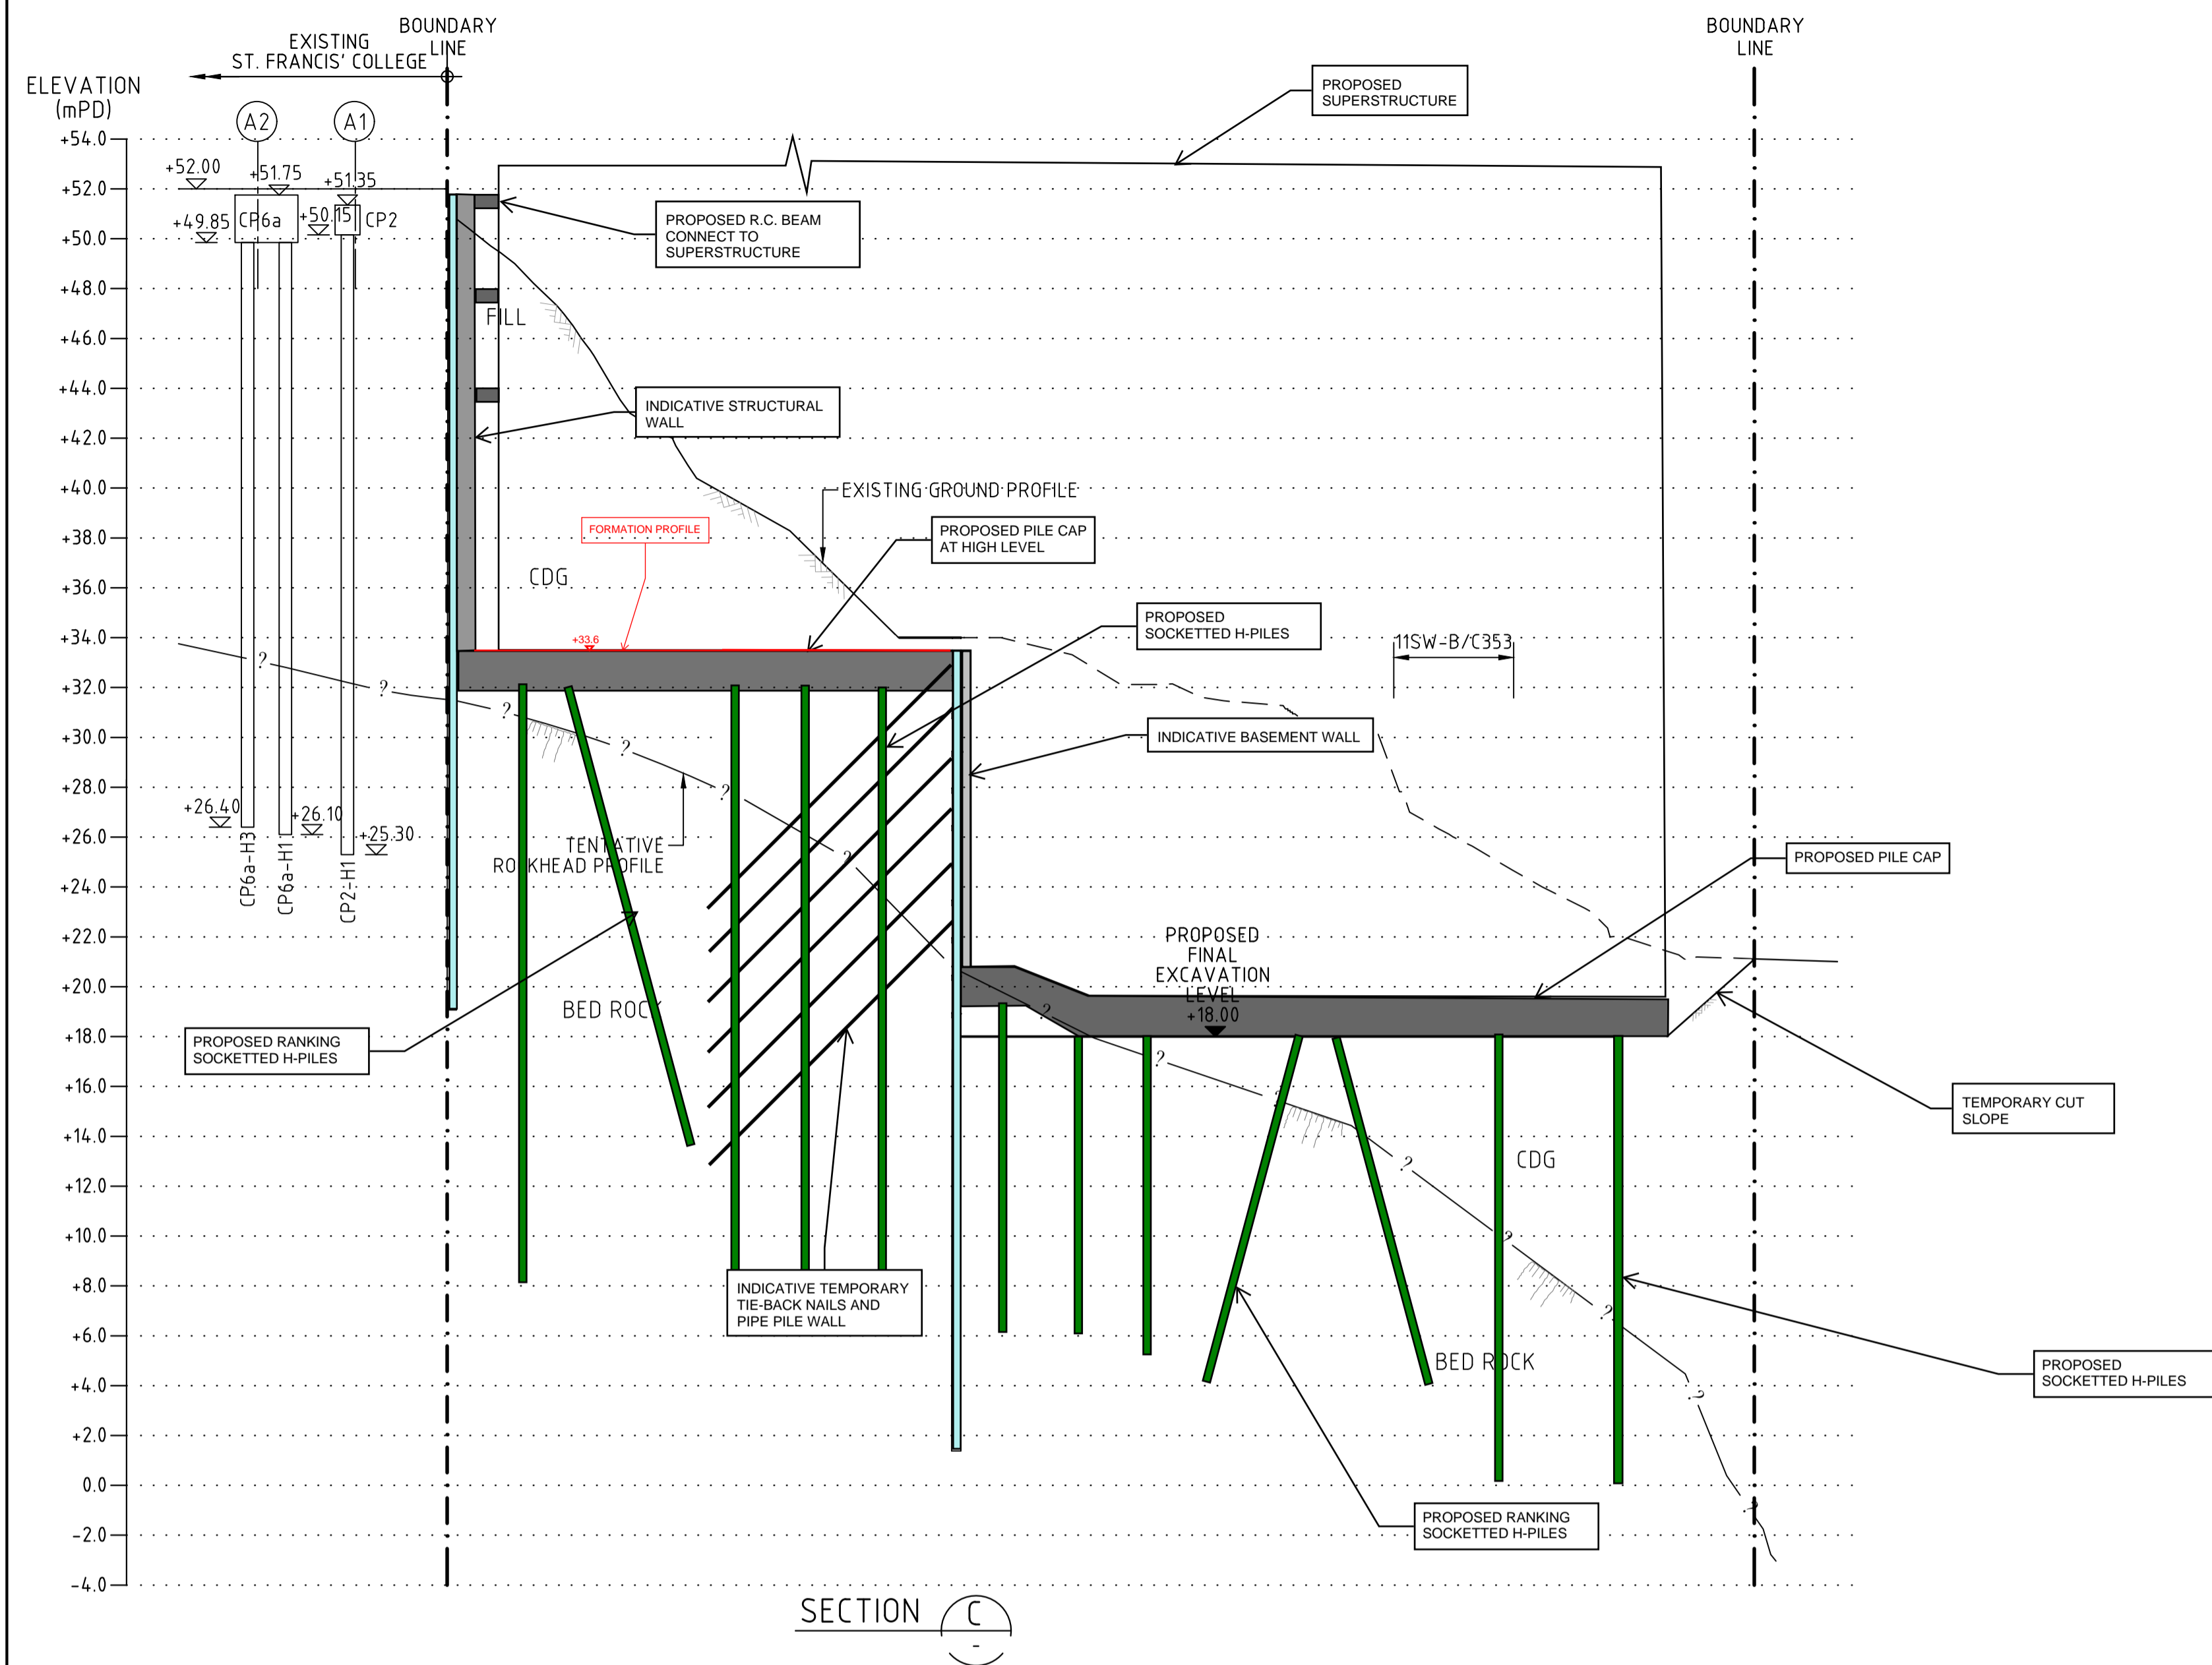 BOUNDARY
LINE
EXISTING
ST. FRANCIS' COLLEGE
BOUNDARY
LINE
ELEVATION
(mPD)
A2
A1
PROPOSED
SUPERSTRUCTURE
+54.0
+52.0
+50.0
+48.0
+46.0
+44.0
+42.0
+40.0
+38.0
+36.0
+34.0
+32.0
+30.0
+28.0
+26.0
+24.0
+22.0
+20.0
+18.0
+16.0
+14.0
+12.0
+10.0
+8.0
+6.0
+4.0
+2.0
0.0
-2.0
-4.0
+52.00
+51.75
+51.35
+49.85
CP6a
+50.15
CP2
PROPOSED R.C. BEAM
CONNECT TO
SUPERSTRUCTURE
FILL
INDICATIVE STRUCTURAL
WALL
EXISTING GROUND PROFILE
FORMATION PROFILE
PROPOSED PILE CAP
AT HIGH LEVEL
CDG
PROPOSED
SOCKETTED H-PILES
+33.6
11SW-B/C353
?
?
?
?
?
?
?
?
?
?
?
?
?
?
INDICATIVE BASEMENT WALL
+26.40
+26.10
+25.30
CP6a-H3
CP6a-H1
CP2-H1
TENTATIVE
ROCKHEAD PROFILE
PROPOSED PILE CAP
PROPOSED
FINAL
EXCAVATION
LEVEL
+18.00
BED ROCK
PROPOSED RANKING
SOCKETTED H-PILES
TEMPORARY CUT
SLOPE
CDG
INDICATIVE TEMPORARY
TIE-BACK NAILS AND
PIPE PILE WALL
BED ROCK
PROPOSED
SOCKETTED H-PILES
PROPOSED RANKING
SOCKETTED H-PILES
SECTION
C
-